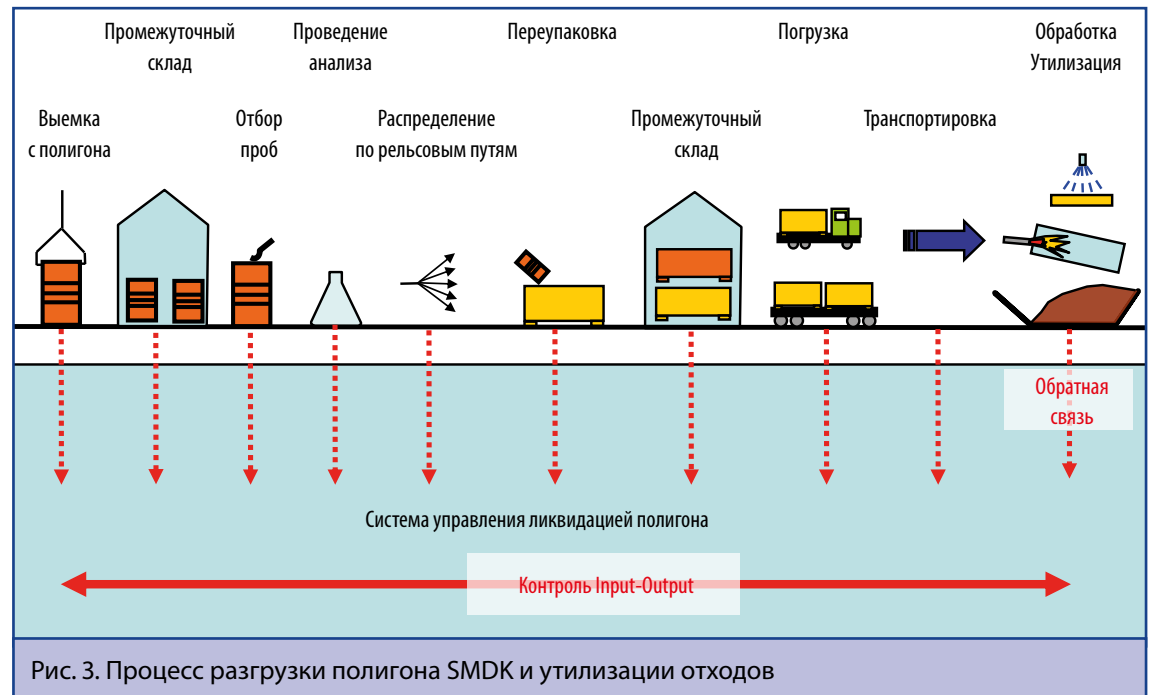 Промежуточный
склад
Проведение
анализа
Переупаковка
Погрузка
Обработка
Утилизация
Выемка
с полигона
Отбор
проб
Распределение
по рельсовым путям
Промежуточный
склад
Транспортировка
Обратная
связь
Система управления ликвидацией полигона
Контроль Input-Output
Рис. 3. Процесс разгрузки полигона SMDK и утилизации отходов